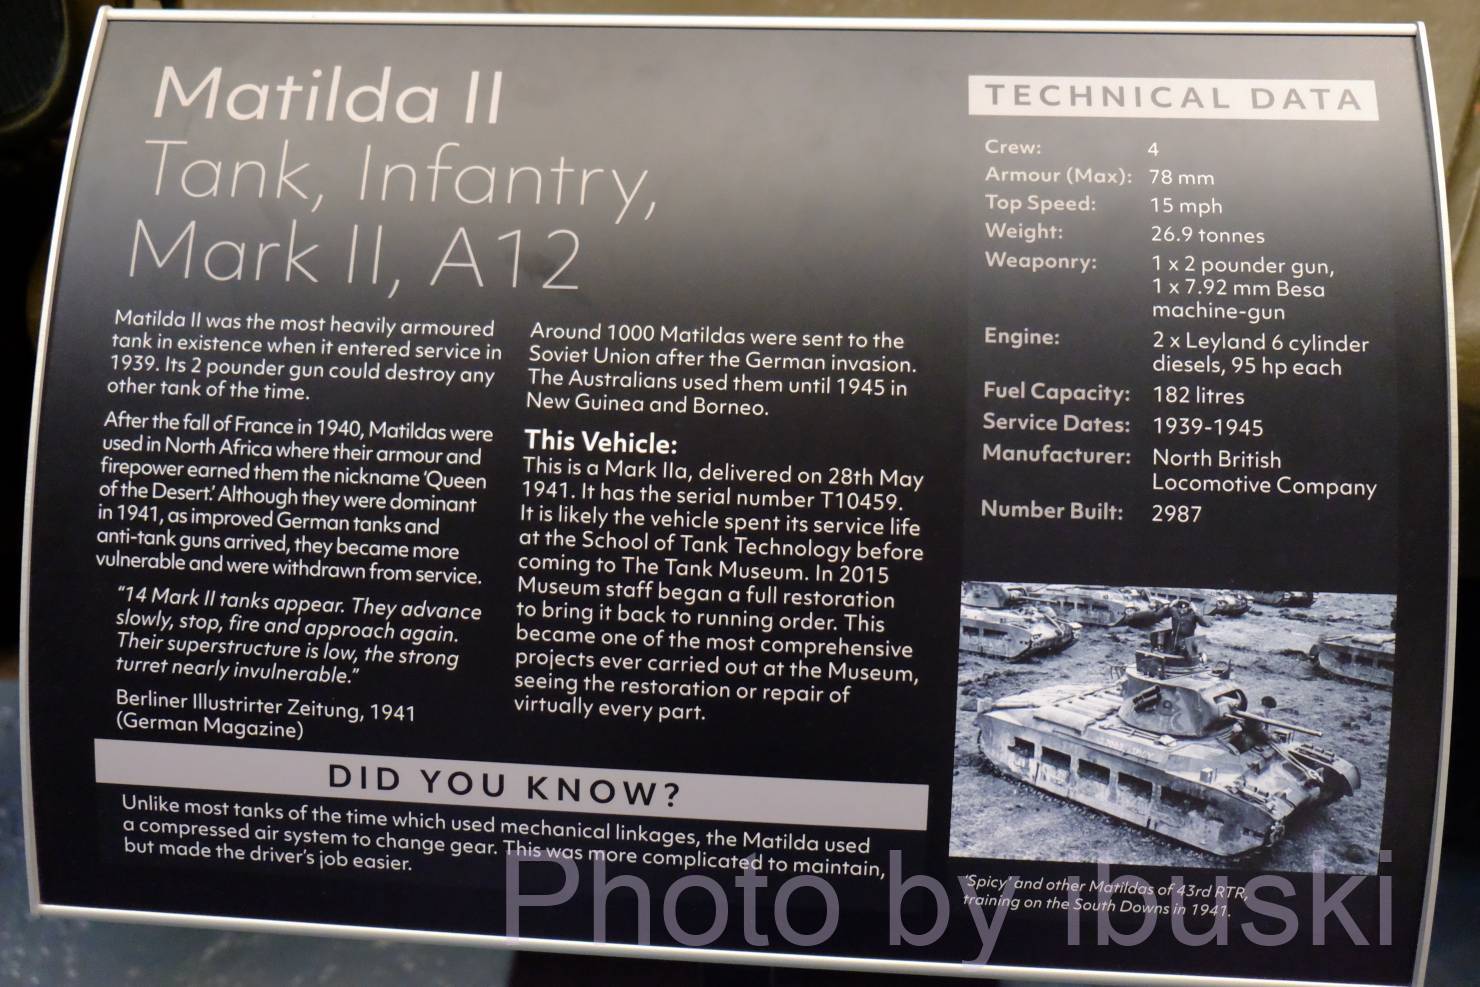 Matilda II
Tank, Infantry,
Mark II, A12
Matilda II was the most heavily armoured
tank in existence when it entered service in
1939. Its 2 pounder gun could destroy any
other tank of the time.
After the fall of France in 1940, Matildas were
used in North Africa where their armour and
firepower earned them the nickname ‘Queen
of the Desert.’ Although they were dominant
in 1941, as improved German tanks and
anti-tank guns arrived, they became more
vulnerable and were withdrawn from service.
“14 Mark II tanks appear. They advance
slowly, stop, fire and approach again.
Their superstructure is low, the strong
turret nearly invulnerable.”
Berliner Illustrirter Zeitung, 1941
(German Magazine)
Around 1000 Matildas were sent to the
Soviet Union after the German invasion.
The Australians used them until 1945 in
New Guinea and Borneo.
This Vehicle:
This is a Mark IIa, delivered on 28th May
1941. It has the serial number T10459.
It is likely the vehicle spent its service life
at the School of Tank Technology before
coming to The Tank Museum. In 2015
Museum staff began a full restoration
to bring it back to running order. This
became one of the most comprehensive
projects ever carried out at the Museum,
seeing the restoration or repair of
virtually every part.
DID YOU KNOW?
Unlike most tanks of the time which used mechanical linkages, the Matilda used
a compressed air system to change gear. This was more complicated to maintain,
but made the driver’s job easier.
TECHNICAL DATA
Crew: 4
Armour (Max): 78 mm
Top Speed: 15 mph
Weight: 26.9 tonnes
Weaponry: 1 x 2 pounder gun,
1 x 7.92 mm Besa
machine-gun
Engine: 2 x Leyland 6 cylinder
diesels, 95 hp each
Fuel Capacity: 182 litres
Service Dates: 1939-1945
Manufacturer: North British
Locomotive Company
Number Built: 2987
‘Spicy’ and other Matildas of 43rd RTR,
training on the South Downs in 1941.
Photo by ibuski